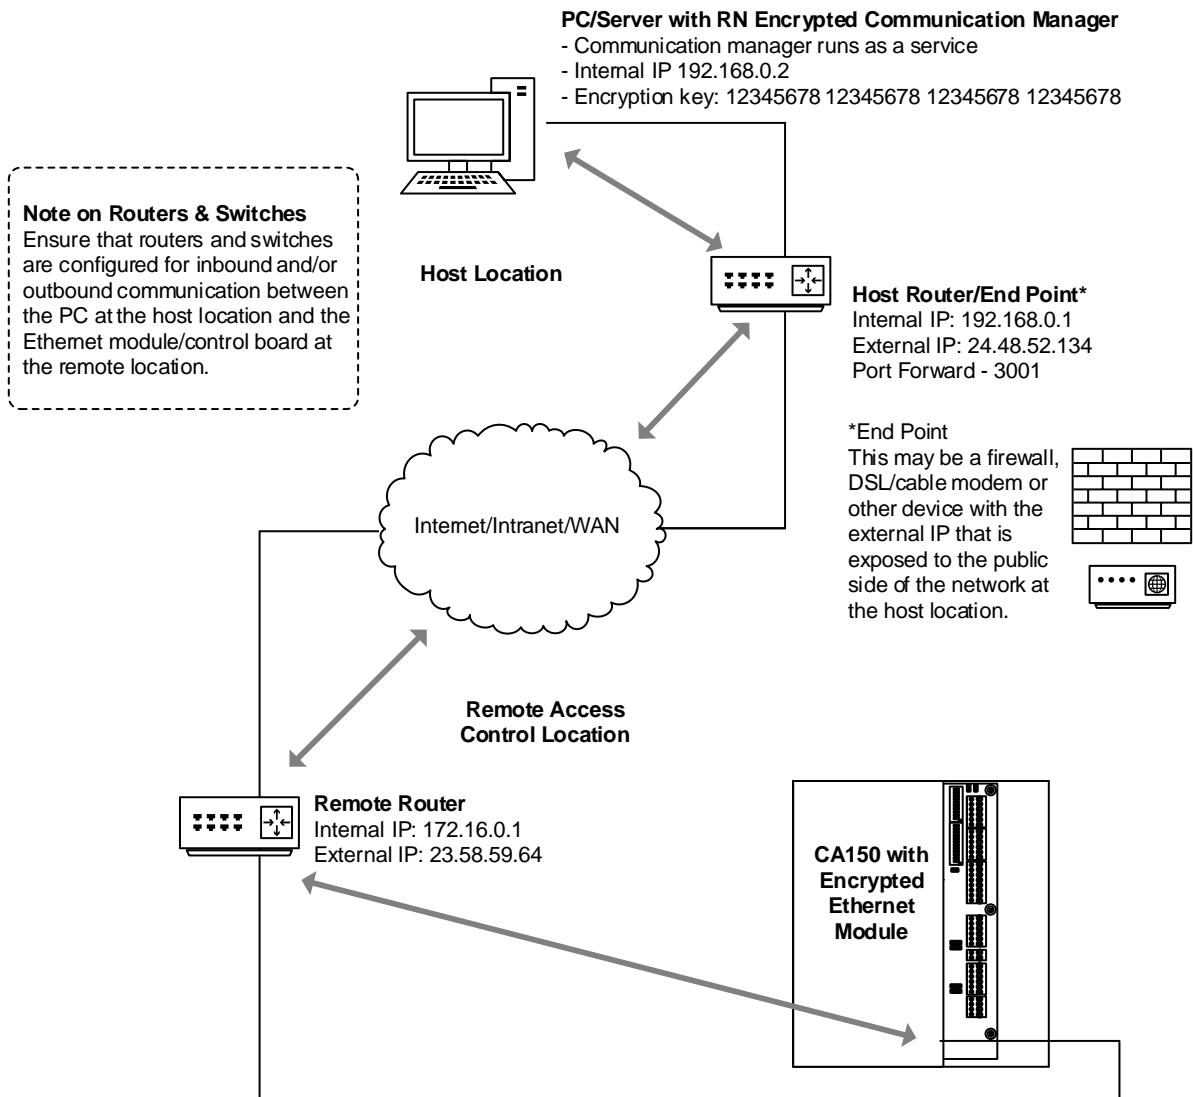 PC/Server with RN Encrypted Communication Manager
- Communication manager runs as a service
- Internal IP 192.168.0.2
- Encryption key: 12345678 12345678 12345678 12345678
Note on Routers & Switches
Ensure that routers and switches
are configured for inbound and/or
outbound communication between
the PC at the host location and the
Ethernet module/control board at
the remote location.
Host Location
Host Router/End Point*
Internal IP: 192.168.0.1
External IP: 24.48.52.134
Port Forward - 3001
*End Point
This may be a firewall,
DSL/cable modem or
other device with the
external IP that is
exposed to the public
side of the network at
the host location.
Internet/Intranet/WAN
Remote Access
Control Location
Remote Router
Internal IP: 172.16.0.1
External IP: 23.58.59.64
CA150 with
Encrypted
Ethernet
Module